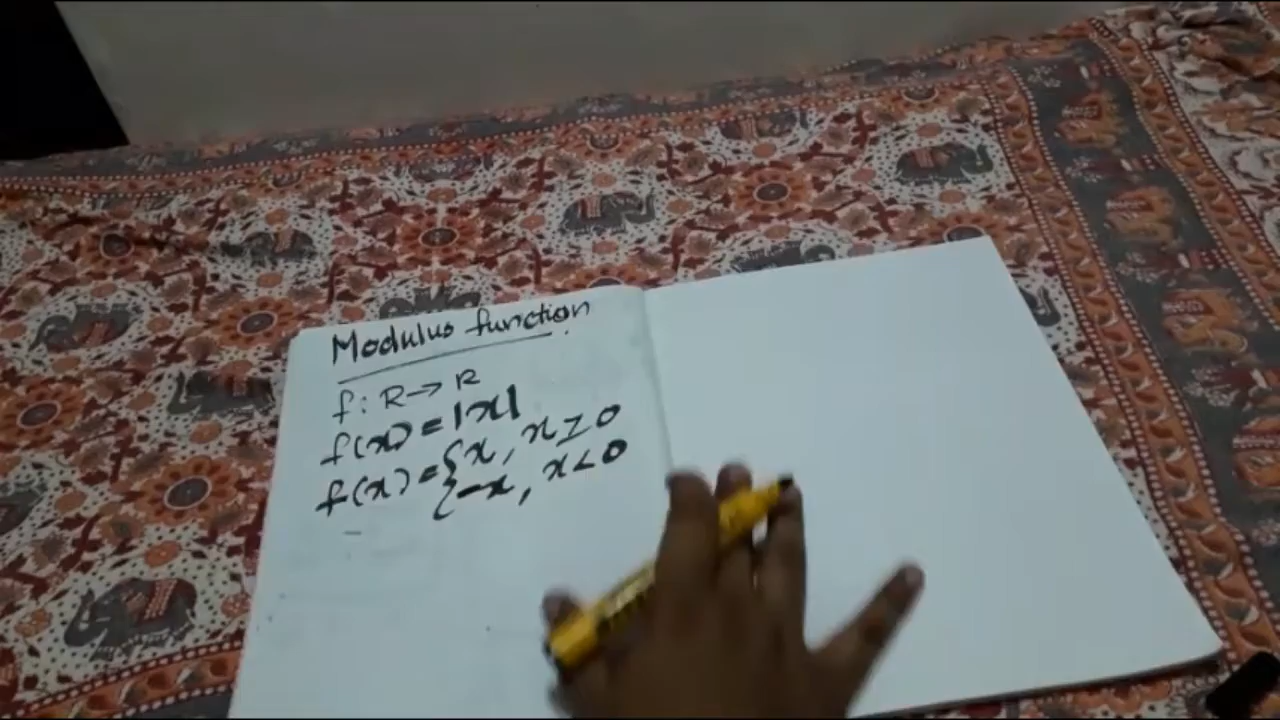 Modulus function
f: R→ R
f(x) = |x|
f(x) = { x, x ≥ 0
{ -x, x < 0